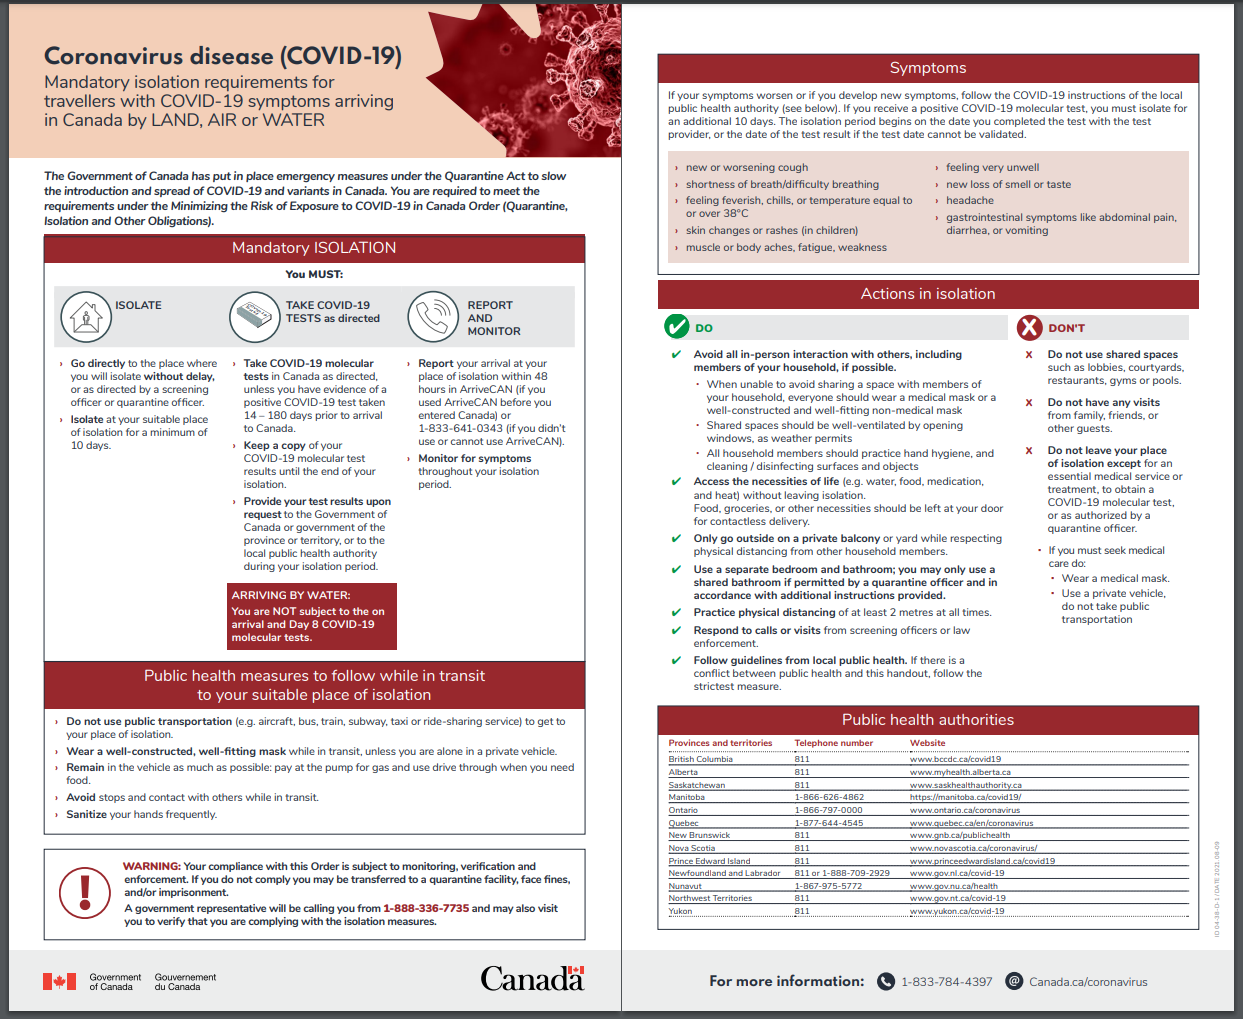 Coronavirus disease (COVID-19)
Mandatory isolation requirements for
travellers with COVID-19 symptoms arriving
in Canada by LAND, AIR or WATER
The Government of Canada has put in place emergency measures under the Quarantine Act to slow
the introduction and spread of COVID-19 and variants in Canada. You are required to meet the
requirements under the Minimizing the Risk of Exposure to COVID-19 in Canada Order (Quarantine,
Isolation and Other Obligations).
Mandatory ISOLATION
You MUST:
ISOLATE
› Go directly to the place where
you will isolate without delay,
or as directed by a screening
officer or quarantine officer.
› Isolate at your suitable place
of isolation for a minimum of
10 days.
TAKE COVID-19
TESTS as directed
› Take COVID-19 molecular
tests in Canada as directed,
unless you have evidence of a
positive COVID-19 test taken
14 – 180 days prior to arrival
to Canada.
› Keep a copy of your
COVID-19 molecular test
results until the end of your
isolation.
› Provide your test results upon
request to the Government of
Canada or government of the
province or territory, or to the
local public health authority
during your isolation period.
ARRIVING BY WATER:
You are NOT subject to the on
arrival and Day 8 COVID-19
molecular tests.
REPORT
AND
MONITOR
› Report your arrival at your
place of isolation within 48
hours in ArriveCAN (if you
used ArriveCAN before you
entered Canada) or
1-833-641-0343 (if you didn't
use or cannot use ArriveCAN).
› Monitor for symptoms
throughout your isolation
period.
Public health measures to follow while in transit
to your suitable place of isolation
› Do not use public transportation (e.g. aircraft, bus, train, subway, taxi or ride-sharing service) to get to
your place of isolation.
› Wear a well-constructed, well-fitting mask while in transit, unless you are alone in a private vehicle.
› Remain in the vehicle as much as possible: pay at the pump for gas and use drive through when you need
food.
› Avoid stops and contact with others while in transit.
› Sanitize your hands frequently.
WARNING: Your compliance with this Order is subject to monitoring, verification and
enforcement. If you do not comply you may be transferred to a quarantine facility, face fines,
and/or imprisonment.
A government representative will be calling you from 1-888-336-7735 and may also visit
you to verify that you are complying with the isolation measures.
Government of Canada
Gouvernement du Canada
Canada
Symptoms
If your symptoms worsen or if you develop new symptoms, follow the COVID-19 instructions of the local
public health authority (see below). If you receive a positive COVID-19 molecular test, you must isolate for
an additional 10 days. The isolation period begins on the date you completed the test with the test
provider, or the date of the test result if the test date cannot be validated.
› new or worsening cough
› shortness of breath/difficulty breathing
› feeling feverish, chills, or temperature equal to
or over 38°C
› skin changes or rashes (in children)
› muscle or body aches, fatigue, weakness
› feeling very unwell
› new loss of smell or taste
› headache
› gastrointestinal symptoms like abdominal pain,
diarrhea, or vomiting
Actions in isolation
DO
✔ Avoid all in-person interaction with others, including
members of your household, if possible.
• When unable to avoid sharing a space with members of
your household, everyone should wear a medical mask or a
well-constructed and well-fitting non-medical mask
• Shared spaces should be well-ventilated by opening
windows, as weather permits
• All household members should practice hand hygiene, and
cleaning / disinfecting surfaces and objects
✔ Access the necessities of life (e.g. water, food, medication,
and heat) without leaving isolation.
Food, groceries, or other necessities should be left at your door
for contactless delivery.
✔ Only go outside on a private balcony or yard while respecting
physical distancing from other household members.
✔ Use a separate bedroom and bathroom; you may only use a
shared bathroom if permitted by a quarantine officer and in
accordance with additional instructions provided.
✔ Practice physical distancing of at least 2 metres at all times.
✔ Respond to calls or visits from screening officers or law
enforcement.
✔ Follow guidelines from local public health. If there is a
conflict between public health and this handout, follow the
strictest measure.
X DON'T
x Do not use shared spaces
such as lobbies, courtyards,
restaurants, gyms or pools.
x Do not have any visits
from family, friends, or
other guests.
x Do not leave your place
of isolation except for an
essential medical service or
treatment, to obtain a
COVID-19 molecular test,
or as authorized by a
quarantine officer.
• If you must seek medical
care do:
• Wear a medical mask.
• Use a private vehicle,
do not take public
transportation
Public health authorities
Provinces and territories Telephone number Website
British Columbia 811 www.bccdc.ca/covid19
Alberta 811 www.myhealth.alberta.ca
Saskatchewan 811 www.saskhealthauthority.ca
Manitoba 1-866-626-4862 https://manitoba.ca/covid19/
Ontario 1-866-797-0000 www.ontario.ca/coronavirus
Quebec 1-877-644-4545 www.quebec.ca/en/coronavirus
New Brunswick 811 www.gnb.ca/publichealth
Nova Scotia 811 www.novascotia.ca/coronavirus/
Prince Edward Island 811 www.princeedwardisland.ca/covid19
Newfoundland and Labrador 811 or 1-888-709-2929 www.gov.nl.ca/covid-19
Nunavut 1-867-975-5772 www.gov.nu.ca/health
Northwest Territories 811 www.gov.nt.ca/covid-19
Yukon 811 www.yukon.ca/covid-19
For more information: 1-833-784-4397 @ Canada.ca/coronavirus